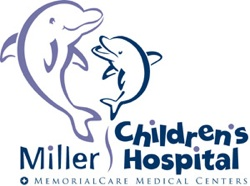 Miller Children's Hospital
MEMORIALCARE MEDICAL CENTERS